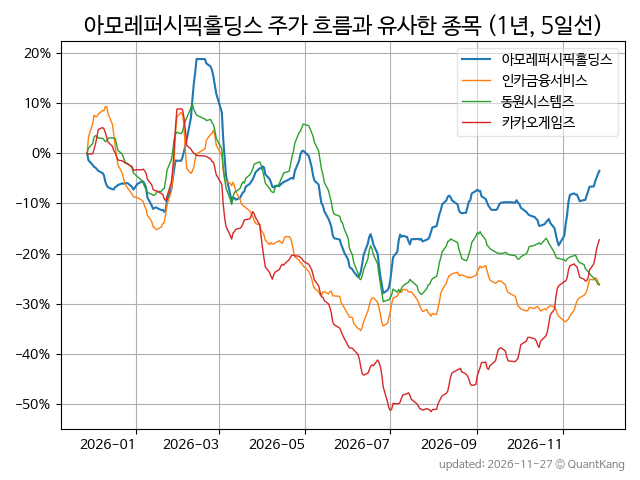 아모레퍼시픽홀딩스 주가 흐름과 유사한 종목 (1년, 5일선)
아모레퍼시픽홀딩스
인카금융서비스
동원시스템즈
카카오게임즈
20%
10%
0%
−10%
−20%
−30%
−40%
−50%
2026-01 2026-03 2026-05 2026-07 2026-09 2026-11
updated: 2026-11-27 © QuantKang